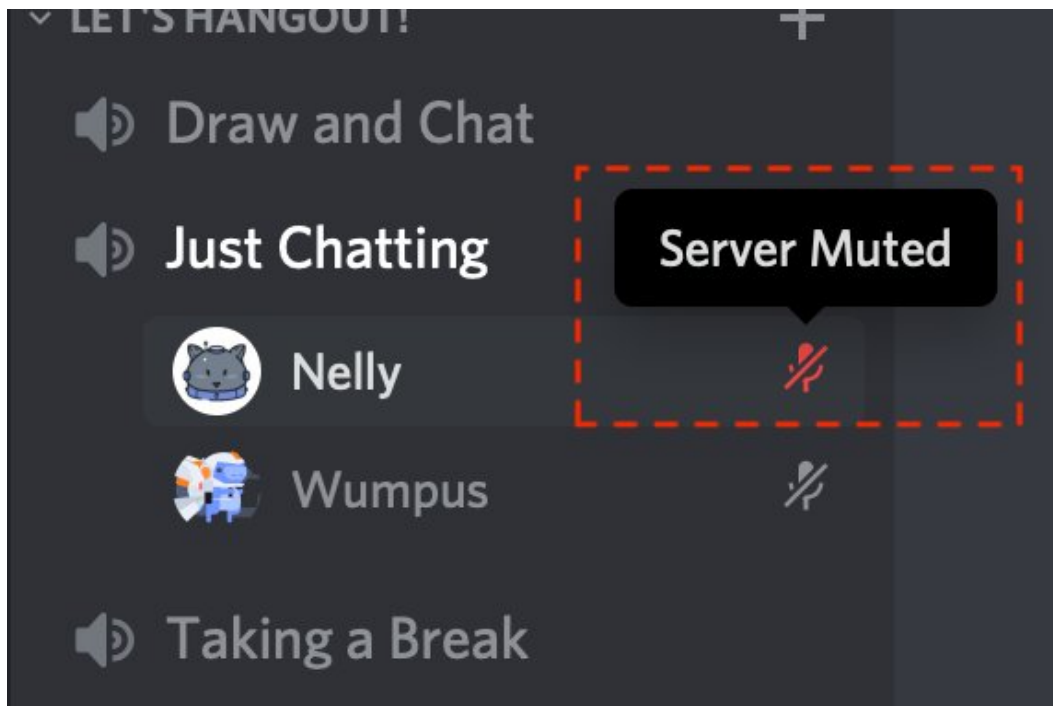 LET'S HANGOUT!
Draw and Chat
Just Chatting
Server Muted
Nelly
Wumpus
Taking a Break